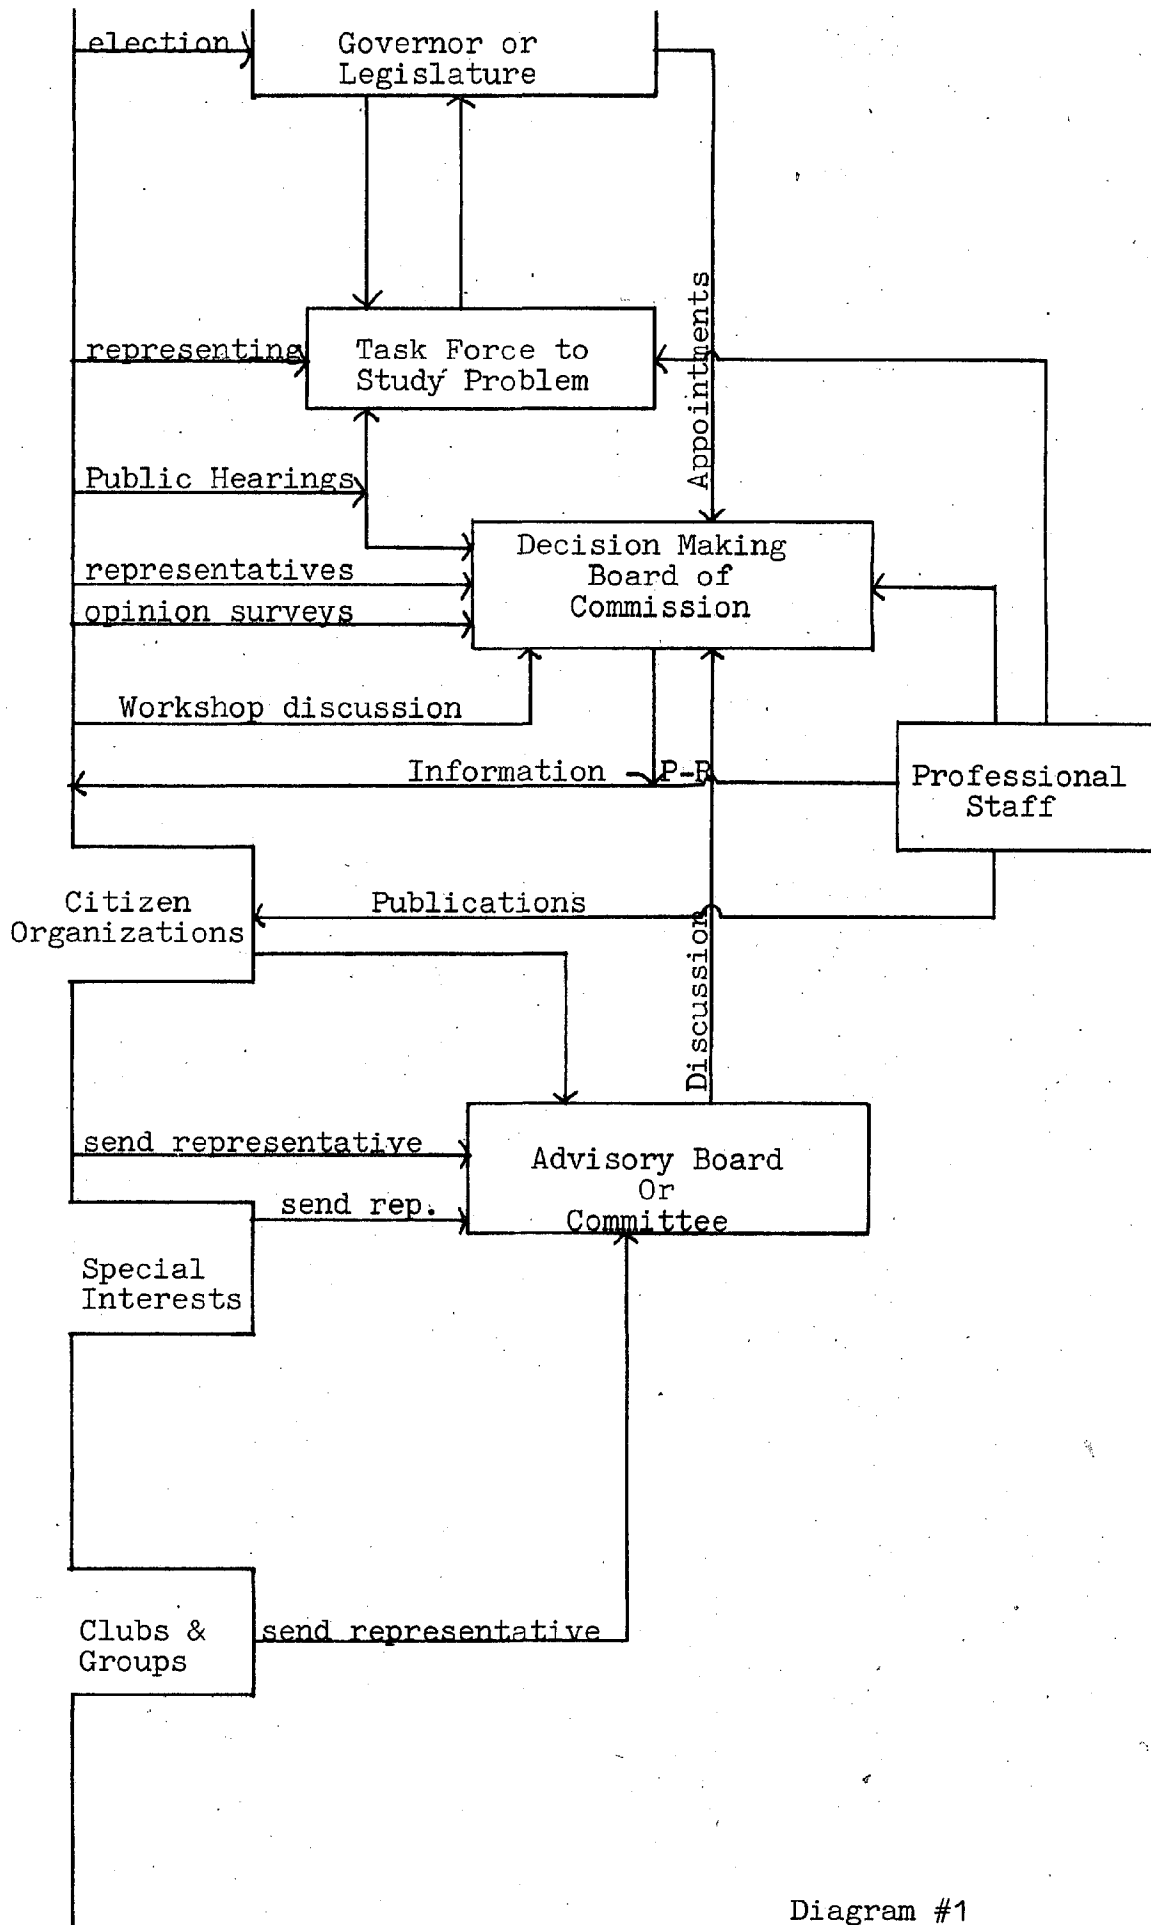 election
Governor or
Legislature
Appointments
representing
Task Force to
Study Problem
Public Hearings
Decision Making
Board of
Commission
representatives
opinion surveys
Workshop discussion
Information
P-R
Professional
Staff
Citizen
Organizations
Publications
Discussion
send representative
Advisory Board
Or
Committee
send rep.
Special
Interests
Clubs &
Groups
send representative
Diagram #1